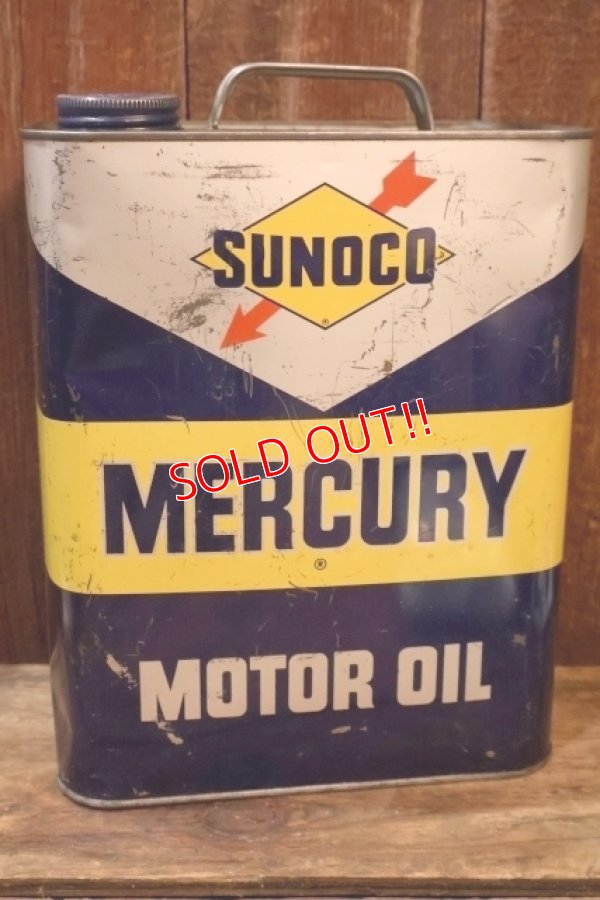 SUNOCO
®
SOLD OUT!!
MERCURY
®
MOTOR OIL